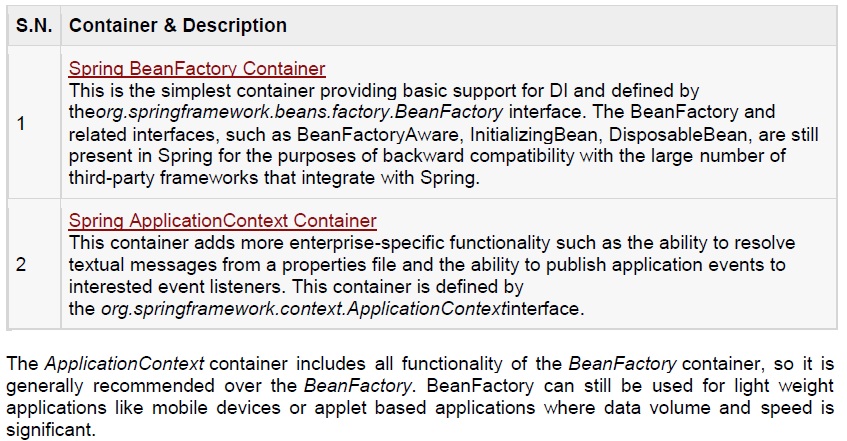 S.N. Container & Description
Spring BeanFactory Container
This is the simplest container providing basic support for DI and defined by
theorg.springframework.beans.factory.BeanFactory interface. The BeanFactory and
1
related interfaces, such as BeanFactoryAware, InitializingBean, DisposableBean, are still
present in Spring for the purposes of backward compatibility with the large number of
third-party frameworks that integrate with Spring.
Spring ApplicationContext Container
This container adds more enterprise-specific functionality such as the ability to resolve
2
textual messages from a properties file and the ability to publish application events to
interested event listeners. This container is defined by
the org.springframework.context.ApplicationContextinterface.
The ApplicationContext container includes all functionality of the BeanFactory container, so it is
generally recommended over the BeanFactory. BeanFactory can still be used for light weight
applications like mobile devices or applet based applications where data volume and speed is
significant.